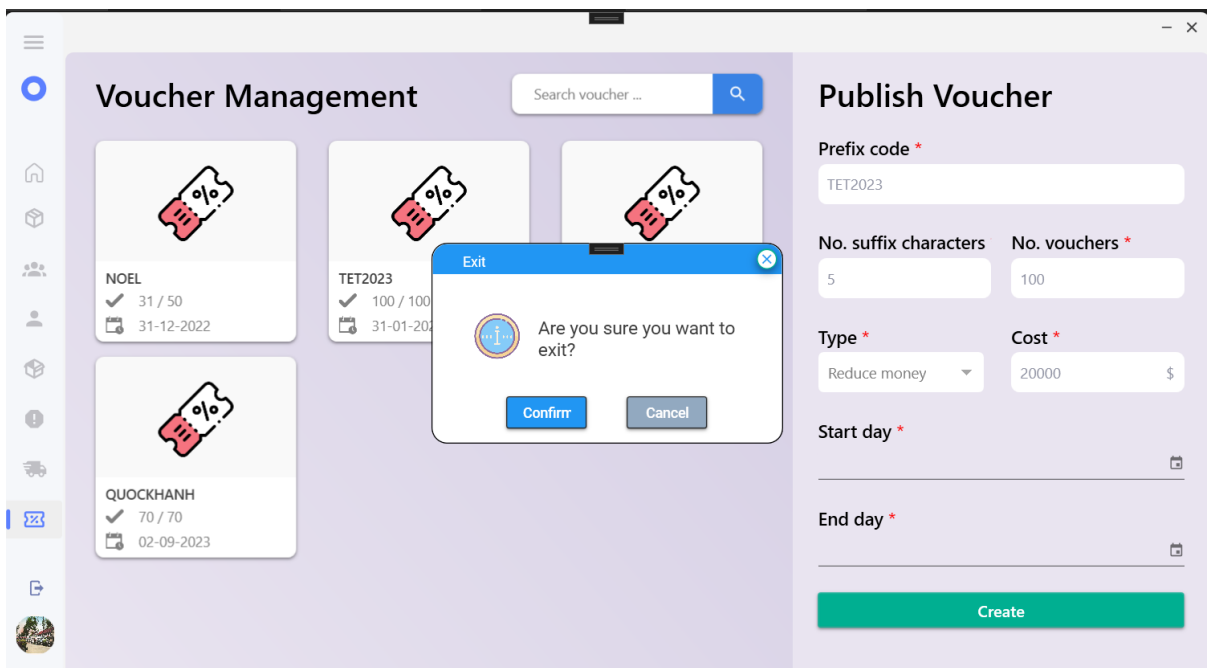 Voucher Management
Search voucher ...
NOEL
31 / 50
31-12-2022
TET2023
100 / 100
QUOCKHANH
70 / 70
02-09-2023
Exit
Are you sure you want to
exit?
Confirm
Cancel
Publish Voucher
Prefix code *
TET2023
No. suffix characters
No. vouchers *
5
100
Type *
Cost *
Reduce money
20000 $
Start day *
End day *
Create